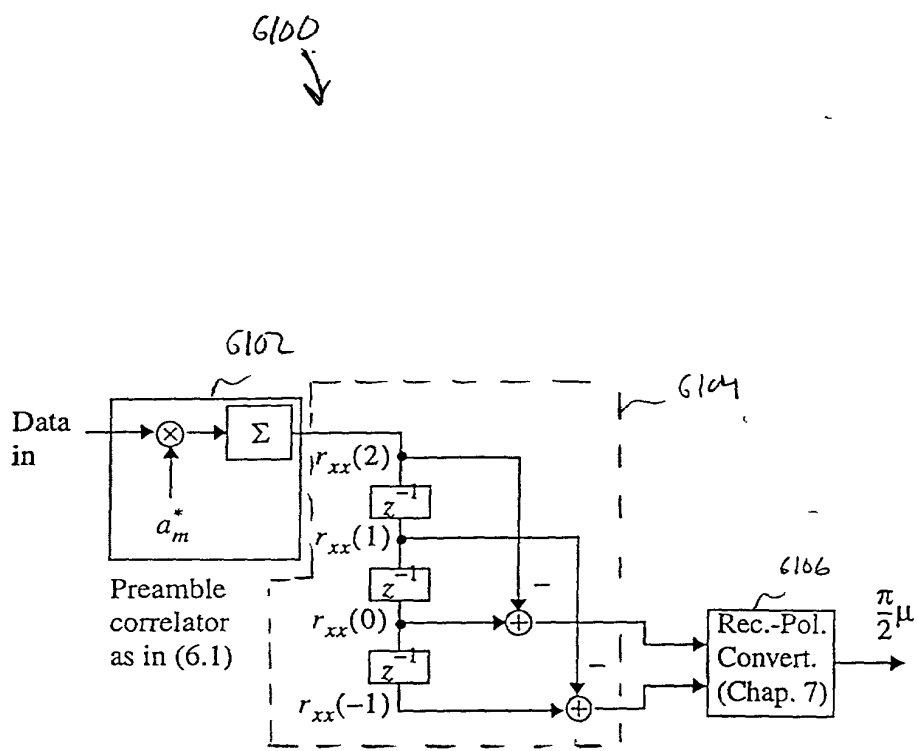 6100
6102
6104
Data
in
×
Σ
a*m
rxx(2)
z⁻¹
rxx(1)
z⁻¹
rxx(0)
z⁻¹
rxx(−1)
−
+
−
+
Preamble
correlator
as in (6.1)
6106
Rec.-Pol.
Convert.
(Chap. 7)
π/2 μ